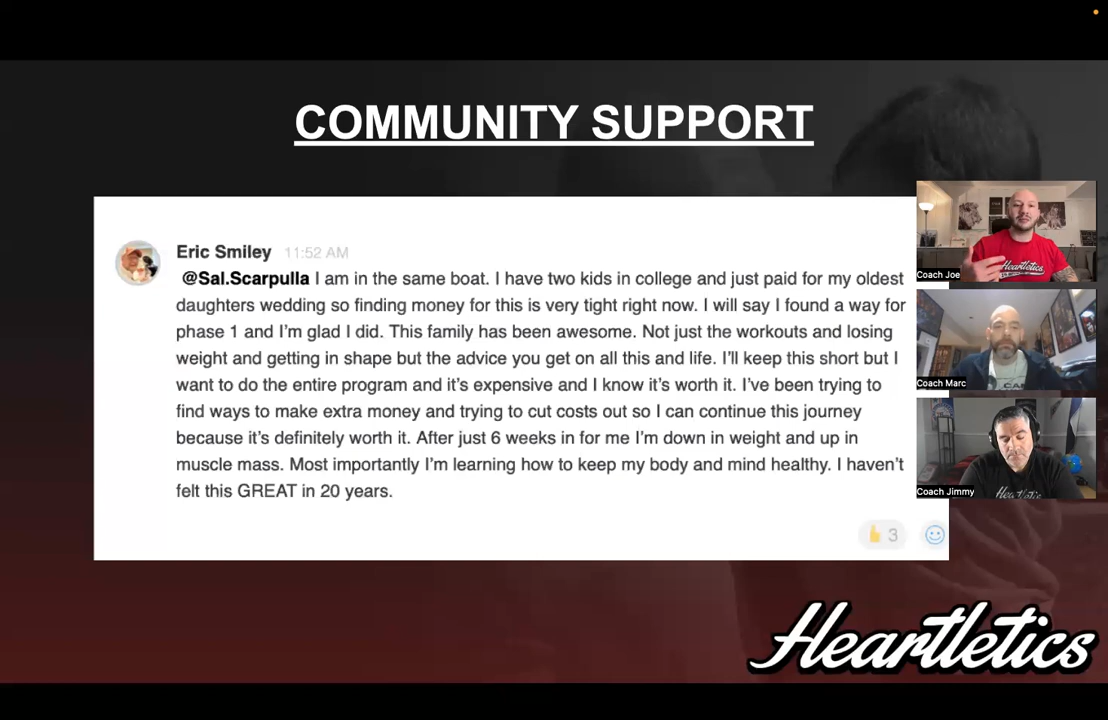 COMMUNITY SUPPORT
Eric Smiley 11:52 AM
@Sal.Scarpulla I am in the same boat. I have two kids in college and just paid for my oldest
daughters wedding so finding money for this is very tight right now. I will say I found a way for
phase 1 and I'm glad I did. This family has been awesome. Not just the workouts and losing
weight and getting in shape but the advice you get on all this and life. I'll keep this short but I
want to do the entire program and it's expensive and I know it's worth it. I've been trying to
find ways to make extra money and trying to cut costs out so I can continue this journey
because it's definitely worth it. After just 6 weeks in for me I'm down in weight and up in
muscle mass. Most importantly I'm learning how to keep my body and mind healthy. I haven't
felt this GREAT in 20 years.
3
Heartletics
Coach Joe
Coach Marc
Heartletics
Coach Jimmy
Heartletics